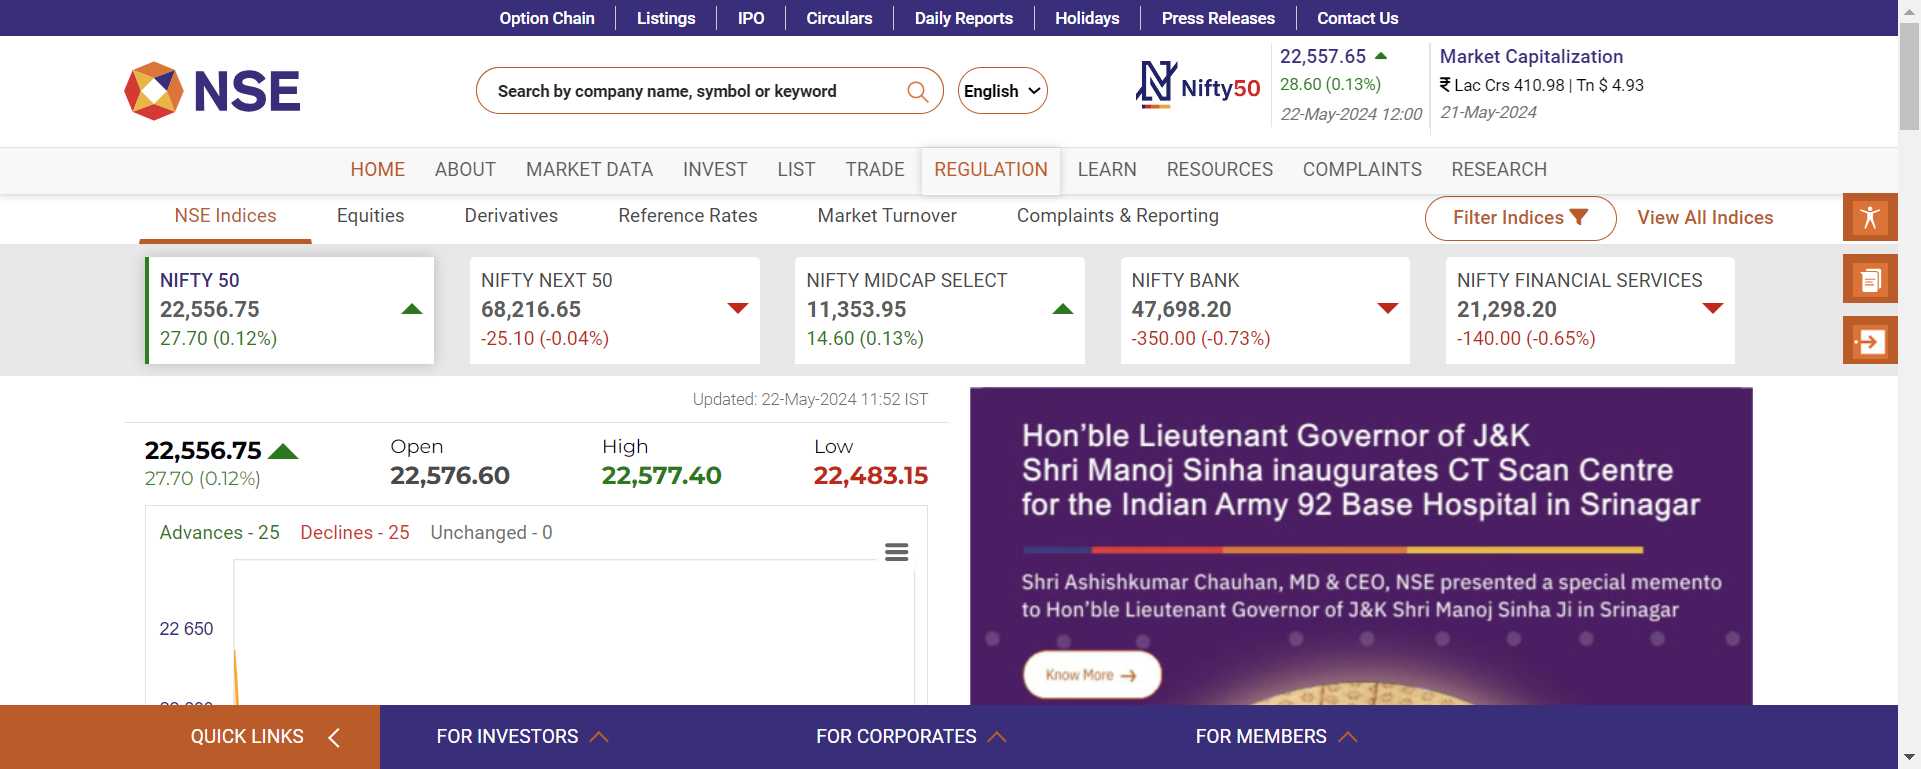 Option Chain
Listings
IPO
Circulars
Daily Reports
Holidays
Press Releases
Contact Us
NSE
Search by company name, symbol or keyword
English
Nifty50
22,557.65
28.60 (0.13%)
22-May-2024 12:00
Market Capitalization
₹ Lac Crs 410.98 | Tn $ 4.93
21-May-2024
HOME
ABOUT
MARKET DATA
INVEST
LIST
TRADE
REGULATION
LEARN
RESOURCES
COMPLAINTS
RESEARCH
NSE Indices
Equities
Derivatives
Reference Rates
Market Turnover
Complaints & Reporting
Filter Indices
View All Indices
NIFTY 50
22,556.75
27.70 (0.12%)
NIFTY NEXT 50
68,216.65
-25.10 (-0.04%)
NIFTY MIDCAP SELECT
11,353.95
14.60 (0.13%)
NIFTY BANK
47,698.20
-350.00 (-0.73%)
NIFTY FINANCIAL SERVICES
21,298.20
-140.00 (-0.65%)
Updated: 22-May-2024 11:52 IST
22,556.75
27.70 (0.12%)
Open
22,576.60
High
22,577.40
Low
22,483.15
Advances - 25
Declines - 25
Unchanged - 0
22 650
Hon'ble Lieutenant Governor of J&K
Shri Manoj Sinha inaugurates CT Scan Centre
for the Indian Army 92 Base Hospital in Srinagar
Shri Ashishkumar Chauhan, MD & CEO, NSE presented a special memento
to Hon'ble Lieutenant Governor of J&K Shri Manoj Sinha Ji in Srinagar
Know More
QUICK LINKS
FOR INVESTORS
FOR CORPORATES
FOR MEMBERS